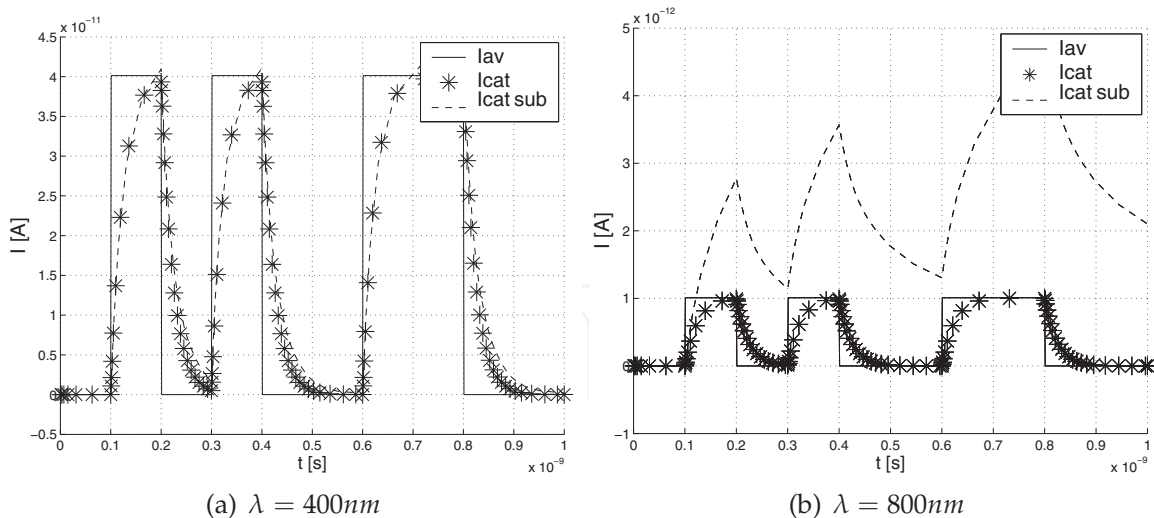 x 10⁻¹¹
4.5
4
3.5
3
2.5
2
1.5
1
0.5
0
−0.5
I [A]
Iav
Icat
Icat sub
0 0.1 0.2 0.3 0.4 0.5 0.6 0.7 0.8 0.9 1
t [s]
x 10⁻⁹
(a) λ = 400nm
x 10⁻¹²
5
4
3
2
1
0
−1
I [A]
Iav
Icat
Icat sub
0 0.1 0.2 0.3 0.4 0.5 0.6 0.7 0.8 0.9 1
t [s]
x 10⁻⁹
(b) λ = 800nm